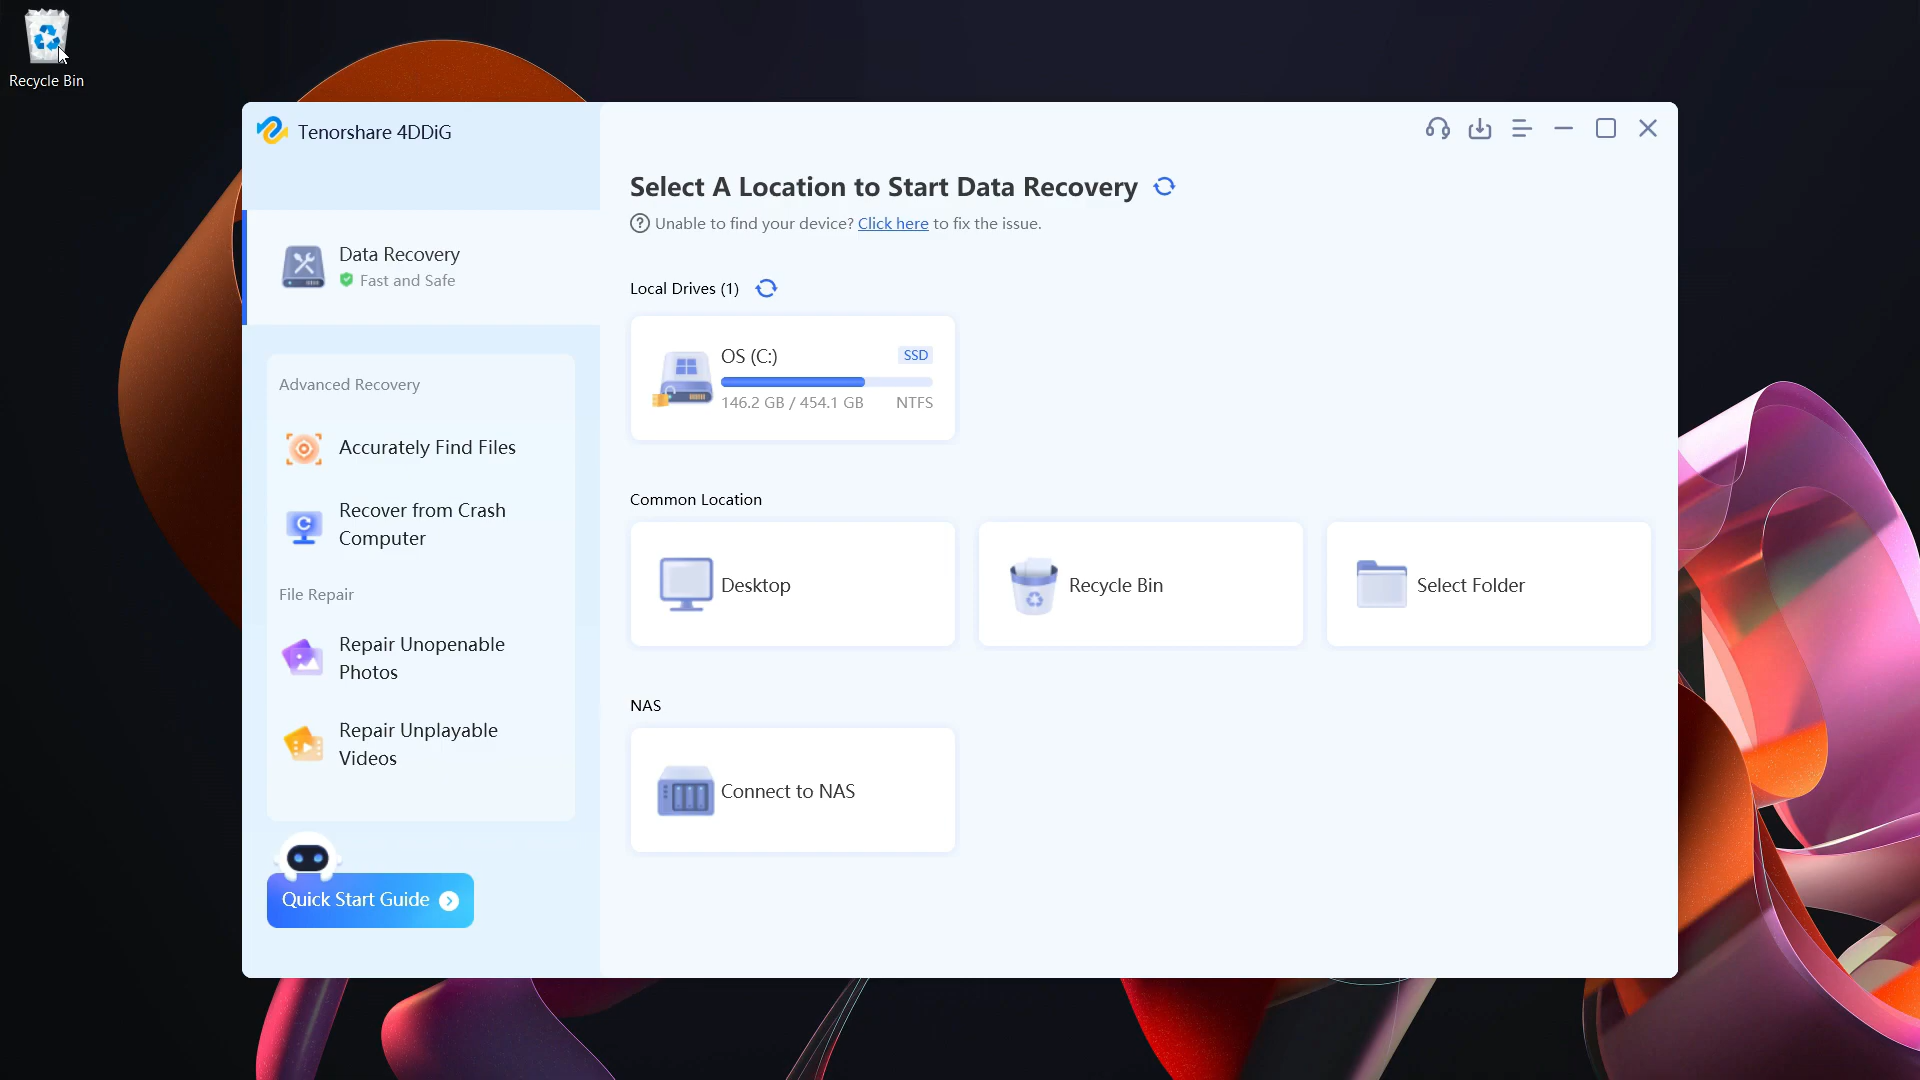 Recycle Bin
Tenorshare 4DDiG
Select A Location to Start Data Recovery
Unable to find your device? Click here to fix the issue.
Data Recovery
Fast and Safe
Local Drives (1)
OS (C:) SSD
146.2 GB / 454.1 GB NTFS
Advanced Recovery
Accurately Find Files
Recover from Crash
Computer
File Repair
Repair Unopenable
Photos
Repair Unplayable
Videos
Quick Start Guide
Common Location
Desktop
Recycle Bin
Select Folder
NAS
Connect to NAS